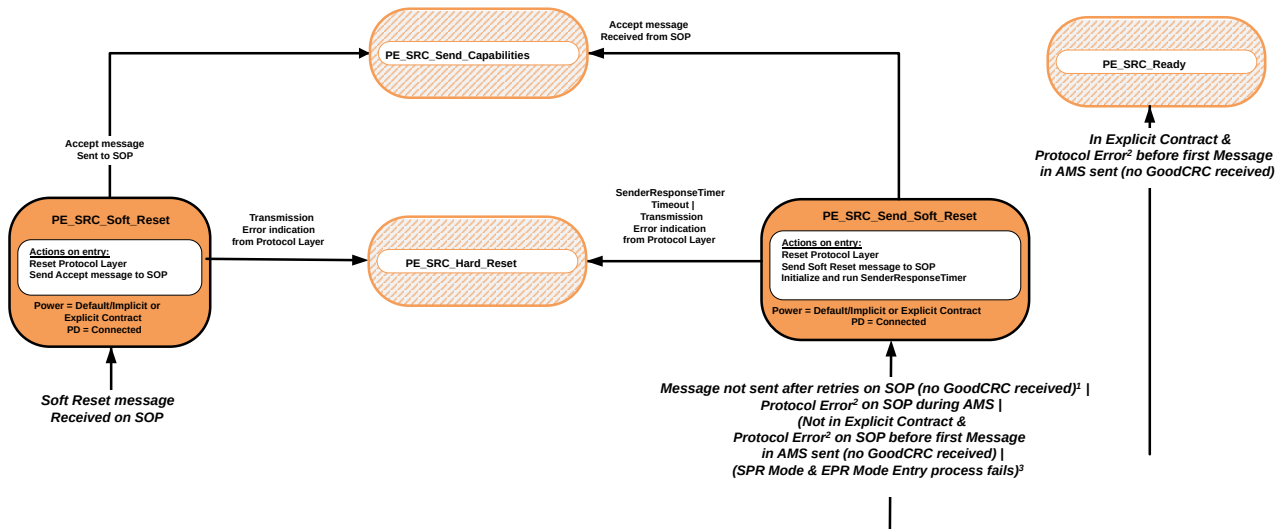 Accept message
Received from SOP
PE_SRC_Send_Capabilities
PE_SRC_Ready
Accept message
Sent to SOP
In Explicit Contract &
Protocol Error² before first Message
in AMS sent (no GoodCRC received)
PE_SRC_Soft_Reset
Actions on entry:
Reset Protocol Layer
Send Accept message to SOP
Power = Default/Implicit or
Explicit Contract
PD = Connected
Transmission
Error indication
from Protocol Layer
PE_SRC_Hard_Reset
SenderResponseTimer
Timeout |
Transmission
Error indication
from Protocol Layer
PE_SRC_Send_Soft_Reset
Actions on entry:
Reset Protocol Layer
Send Soft Reset message to SOP
Initialize and run SenderResponseTimer
Power = Default/Implicit or Explicit Contract
PD = Connected
Soft Reset message
Received on SOP
Message not sent after retries on SOP (no GoodCRC received)¹ |
Protocol Error² on SOP during AMS |
(Not in Explicit Contract &
Protocol Error² on SOP before first Message
in AMS sent (no GoodCRC received) |
(SPR Mode & EPR Mode Entry process fails)³